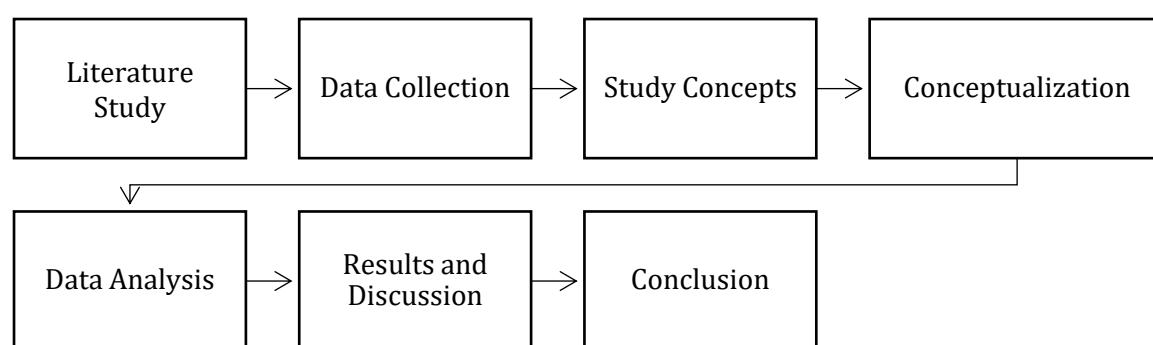 Literature
Study
Data Collection
Study Concepts
Conceptualization
Data Analysis
Results and
Discussion
Conclusion